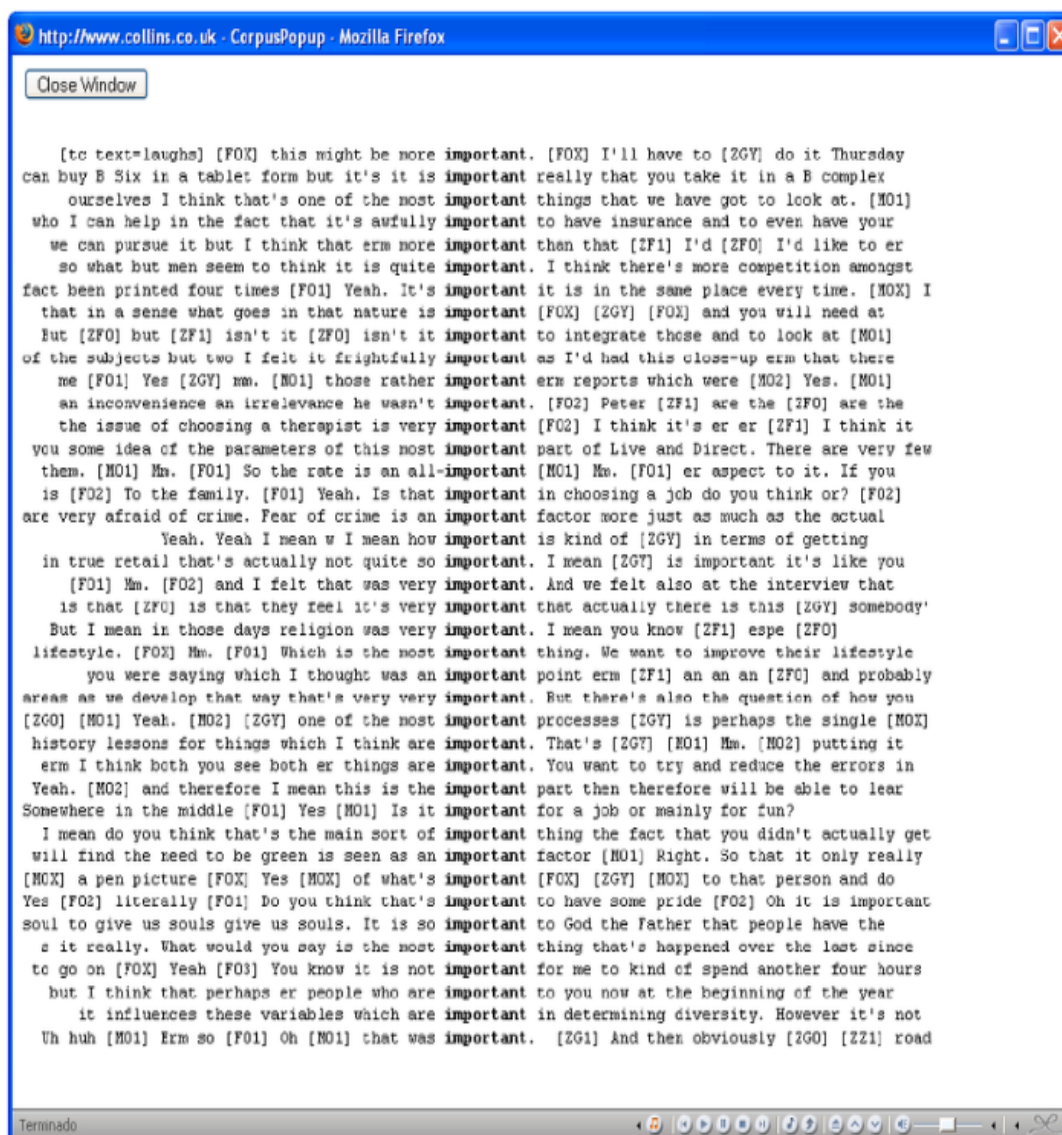 http://www.collins.co.uk - CorpusPopup - Mozilla Firefox
Close Window
[tc text=laughs] [FOX] this might be more important. [FOX] I'll have to [ZGY] do it Thursday
can buy B Six in a tablet form but it's it is important really that you take it in a B complex
ourselves I think that's one of the most important things that we have got to look at. [M01]
who I can help in the fact that it's awfully important to have insurance and to even have your
we can pursue it but I think that erm more important than that [ZF1] I'd [ZF0] I'd like to er
so what but men seem to think it is quite important. I think there's more competition amongst
fact been printed four times [F01] Yeah. It's important it is in the same place every time. [MOX] I
that in a sense what goes in that nature is important [FOX] [ZGY] [FOX] and you will need at
But [ZF0] but [ZF1] isn't it [ZF0] isn't it important to integrate those and to look at [M01]
of the subjects but two I felt it frightfully important as I'd had this close-up erm that there
me [F01] Yes [ZGY] mm. [M01] those rather important erm reports which were [M02] Yes. [M01]
an inconvenience an irrelevance he wasn't important. [F02] Peter [ZF1] are the [ZF0] are the
the issue of choosing a therapist is very important [F02] I think it's er er [ZF1] I think it
you some idea of the parameters of this most important part of Live and Direct. There are very few
them. [M01] Mm. [F01] So the rate is an all-important [M01] Mm. [F01] er aspect to it. If you
is [F02] To the family. [F01] Yeah. Is that important in choosing a job do you think or? [F02]
are very afraid of crime. Fear of crime is an important factor more just as much as the actual
Yeah. Yeah I mean w I mean how important is kind of [ZGY] in terms of getting
in true retail that's actually not quite so important. I mean [ZGY] is important it's like you
[F01] Mm. [F02] and I felt that was very important. And we felt also at the interview that
is that [ZF0] is that they feel it's very important that actually there is this [ZGY] somebody'
But I mean in those days religion was very important. I mean you know [ZF1] espe [ZF0]
lifestyle. [FOX] Mm. [F01] Which is the most important thing. We want to improve their lifestyle
you were saying which I thought was an important point erm [ZF1] an an an [ZF0] and probably
areas as we develop that way that's very very important. But there's also the question of how you
[ZG0] [M01] Yeah. [M02] [ZGY] one of the most important processes [ZGY] is perhaps the single [MOX]
history lessons for things which I think are important. That's [ZGY] [M01] Mm. [M02] putting it
erm I think both you see both er things are important. You want to try and reduce the errors in
Yeah. [M02] and therefore I mean this is the important part then therefore will be able to lear
Somewhere in the middle [F01] Yes [M01] Is it important for a job or mainly for fun?
I mean do you think that's the main sort of important thing the fact that you didn't actually get
will find the need to be green is seen as an important factor [M01] Right. So that it only really
[MOX] a pen picture [FOX] Yes [MOX] of what's important [FOX] [ZGY] [MOX] to that person and do
Yes [F02] literally [F01] Do you think that's important to have some pride [F02] Oh it is important
soul to give us souls give us souls. It is so important to God the Father that people have the
s it really. What would you say is the most important thing that's happened over the last since
to go on [FOX] Yeah [F03] You know it is not important for me to kind of spend another four hours
but I think that perhaps er people who are important to you now at the beginning of the year
it influences these variables which are important in determining diversity. However it's not
Uh huh [M01] Erm so [F01] Oh [M01] that was important. [ZG1] And then obviously [ZG0] [ZZ1] road
Terminado